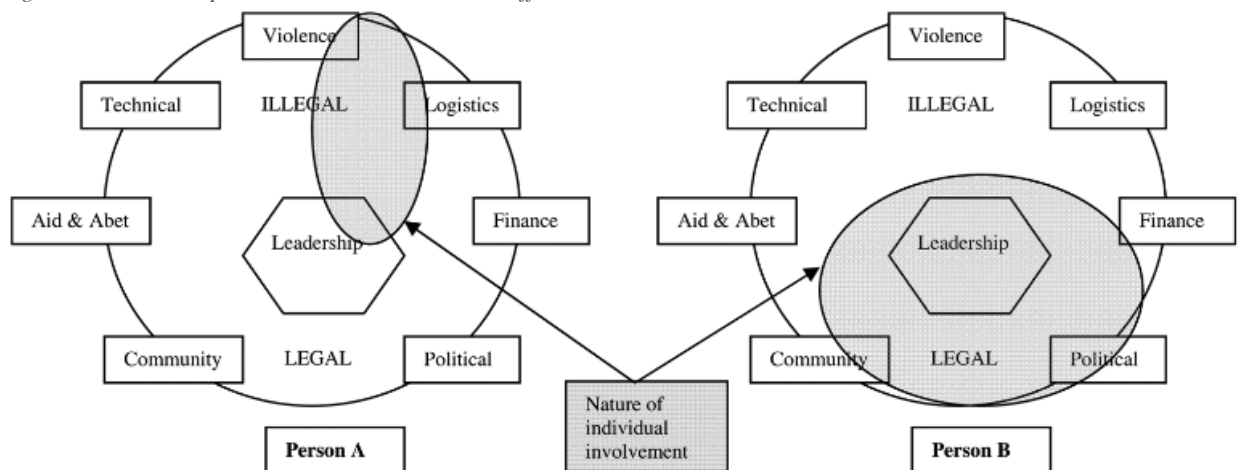 Violence
Violence
Technical
ILLEGAL
Logistics
Technical
ILLEGAL
Logistics
Aid & Abet
Leadership
Finance
Aid & Abet
Leadership
Finance
Community
LEGAL
Political
Community
LEGAL
Political
Nature of
individual
involvement
Person A
Person B